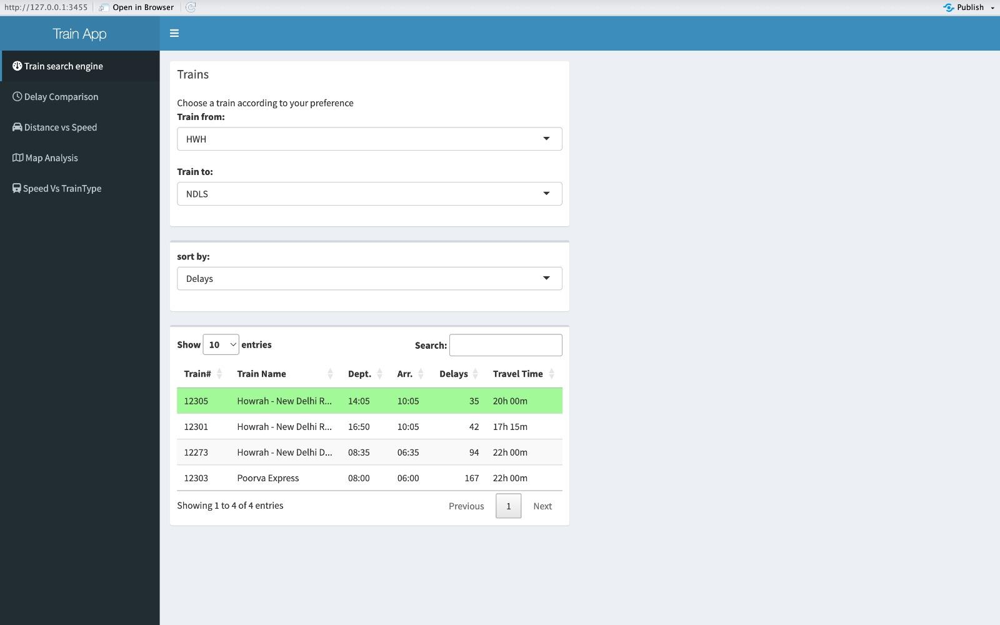 http://127.0.0.1:3455 Open in Browser Publish
Train App
Train search engine
Delay Comparison
Distance vs Speed
Map Analysis
Speed Vs TrainType
Trains
Choose a train according to your preference
Train from:
HWH
Train to:
NDLS
sort by:
Delays
Show 10 entries Search:
Train# Train Name Dept. Arr. Delays Travel Time
12305 Howrah - New Delhi R... 14:05 10:05 35 20h 00m
12301 Howrah - New Delhi R... 16:50 10:05 42 17h 15m
12273 Howrah - New Delhi D... 08:35 06:35 94 22h 00m
12303 Poorva Express 08:00 06:00 167 22h 00m
Showing 1 to 4 of 4 entries Previous 1 Next